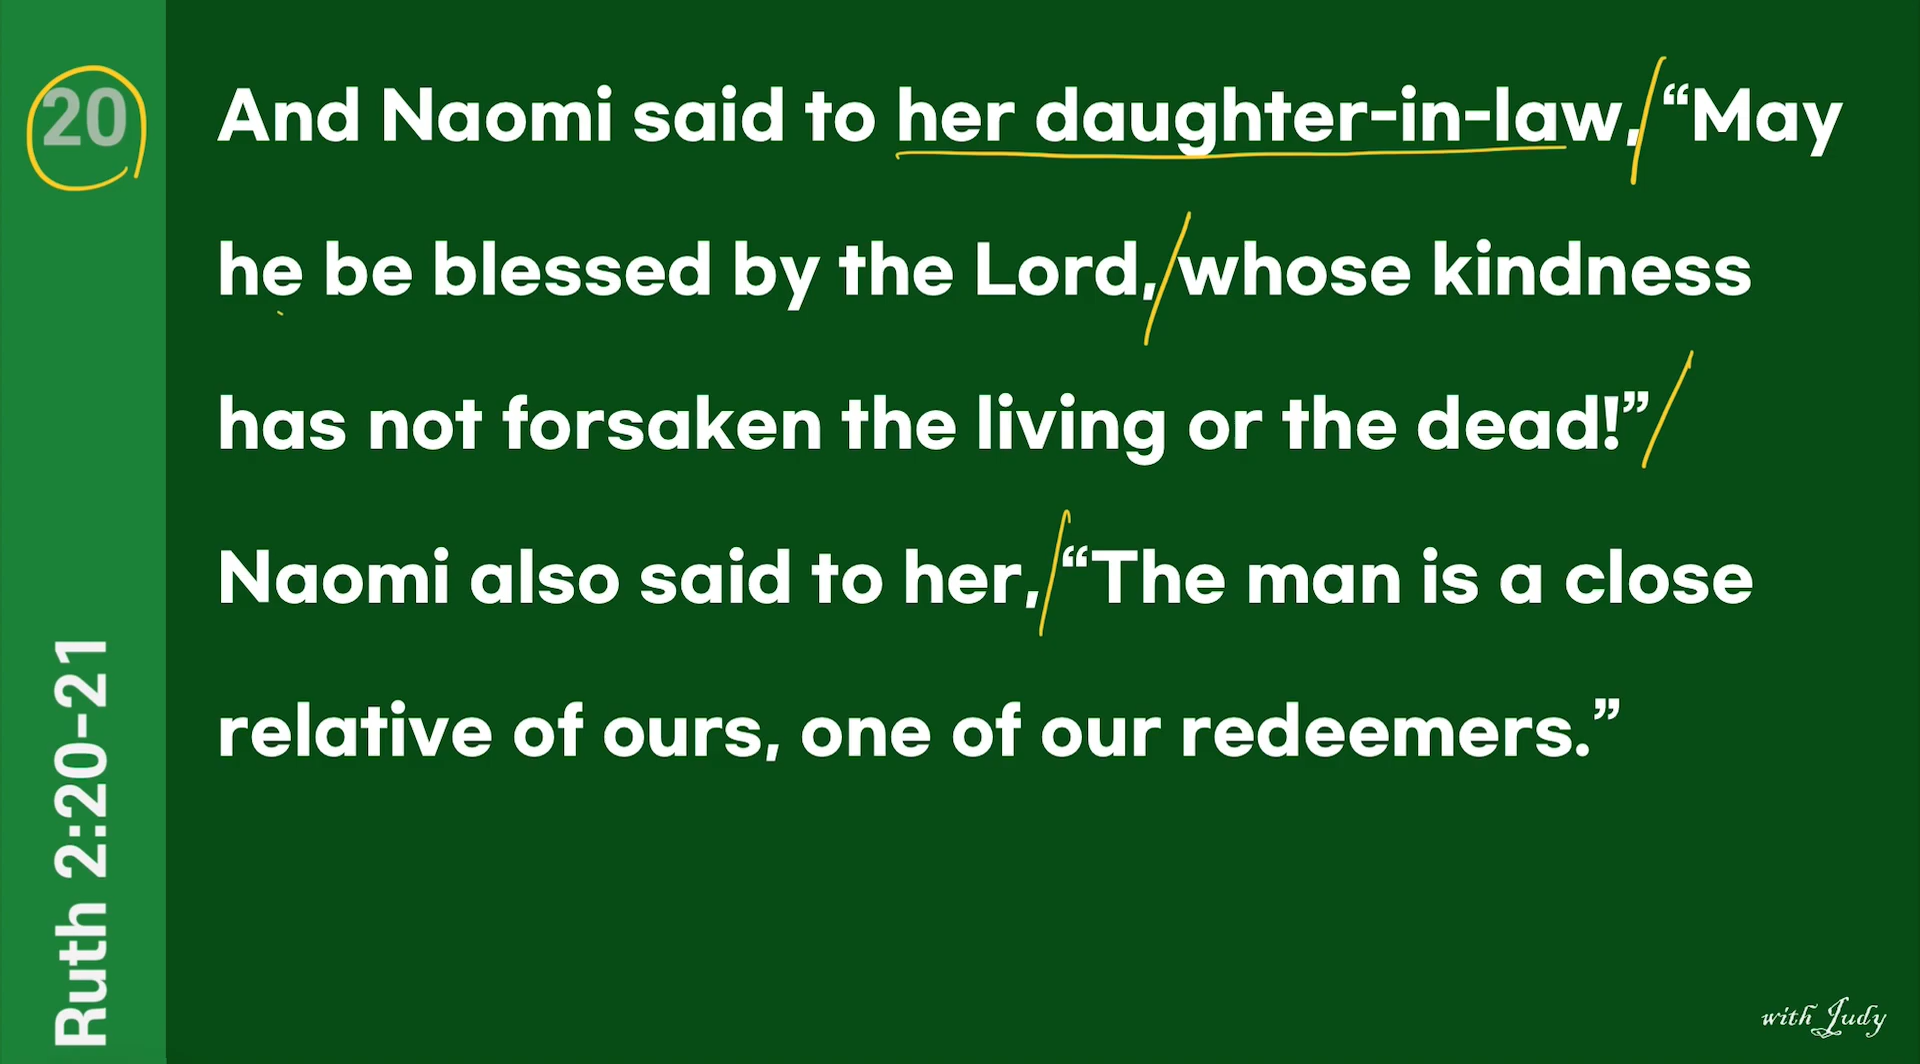 20
And Naomi said to her daughter-in-law, “May
he be blessed by the Lord, whose kindness
has not forsaken the living or the dead!”
Naomi also said to her, “The man is a close
relative of ours, one of our redeemers.”
Ruth 2:20-21
with Judy